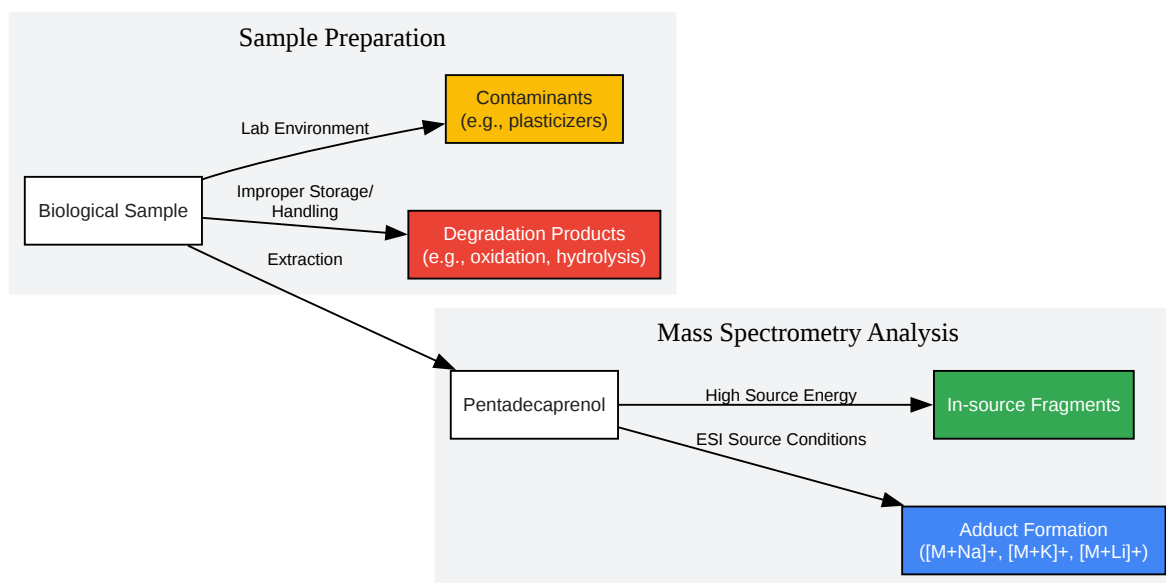 Sample Preparation
Contaminants
(e.g., plasticizers)
Lab Environment
Biological Sample
Improper Storage/
Handling
Degradation Products
(e.g., oxidation, hydrolysis)
Extraction
Mass Spectrometry Analysis
Pentadecaprenol
High Source Energy
In-source Fragments
ESI Source Conditions
Adduct Formation
([M+Na]+, [M+K]+, [M+Li]+)